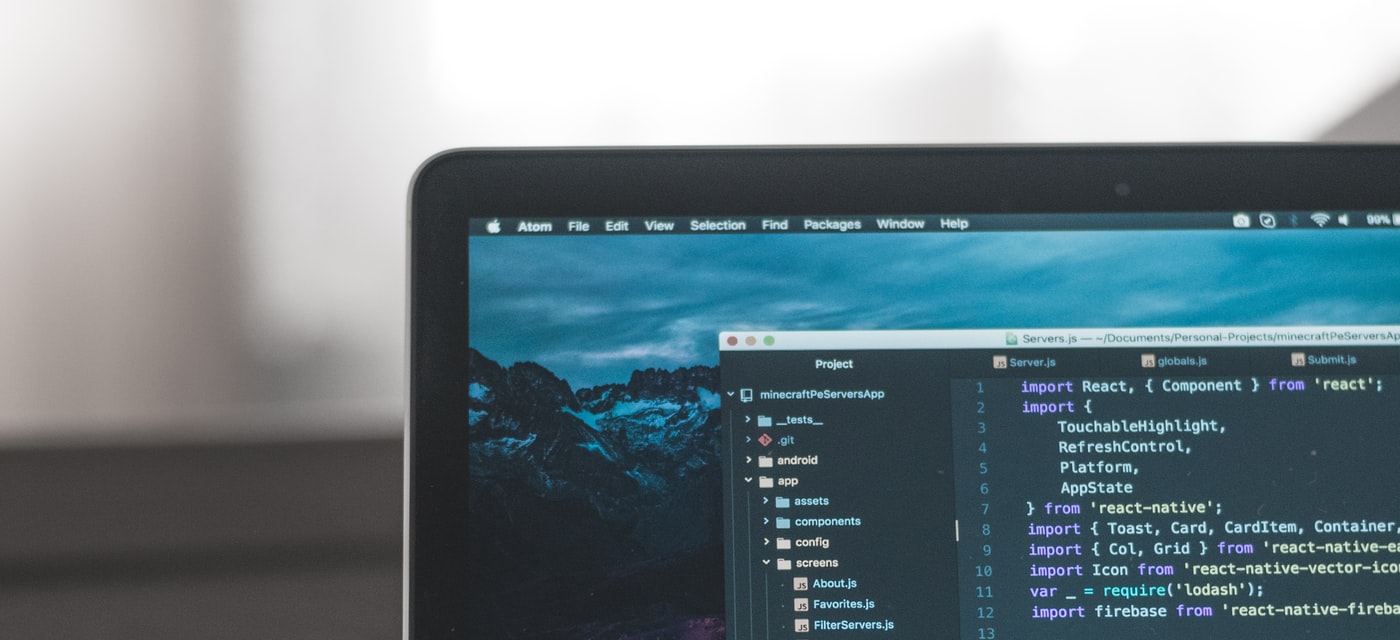 Atom File Edit View Selection Find Packages Window Help 99%
Servers.js — ~/Documents/Personal-Projects/minecraftPeServersAp
Project
Server.js globals.js Submit.js
minecraftPeServersApp
__tests__
.git
android
app
assets
components
config
screens
About.js
Favorites.js
FilterServers.js
1 import React, { Component } from 'react';
2 import {
3 TouchableHighlight,
4 RefreshControl,
5 Platform,
6 AppState
7 } from 'react-native';
8 import { Toast, Card, CardItem, Container,
9 import { Col, Grid } from 'react-native-ea
10 import Icon from 'react-native-vector-ico
11 var _ = require('lodash');
12 import firebase from 'react-native-fireba
13